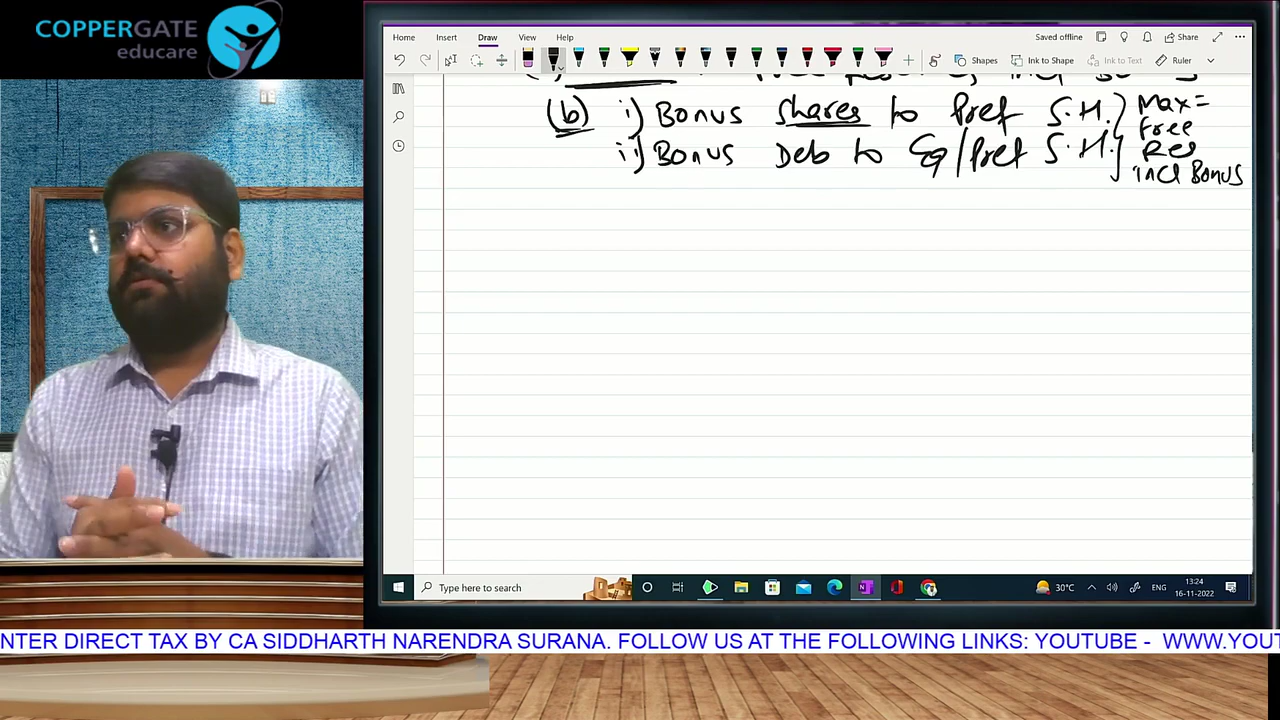 COPPERGATE
educare
Home Insert Draw View Help
Saved offline
Share
Shapes
Ink to Shape
Ink to Text
Ruler
(b) i) Bonus shares to Pref S.H.
ii) Bonus Deb to Eq/Pref S.H.
Max=
Free
Res
incl Bonus
Type here to search
30°C
ENG
13:24
16-11-2022
NTER DIRECT TAX BY CA SIDDHARTH NARENDRA SURANA. FOLLOW US AT THE FOLLOWING LINKS: YOUTUBE - WWW.YOUT